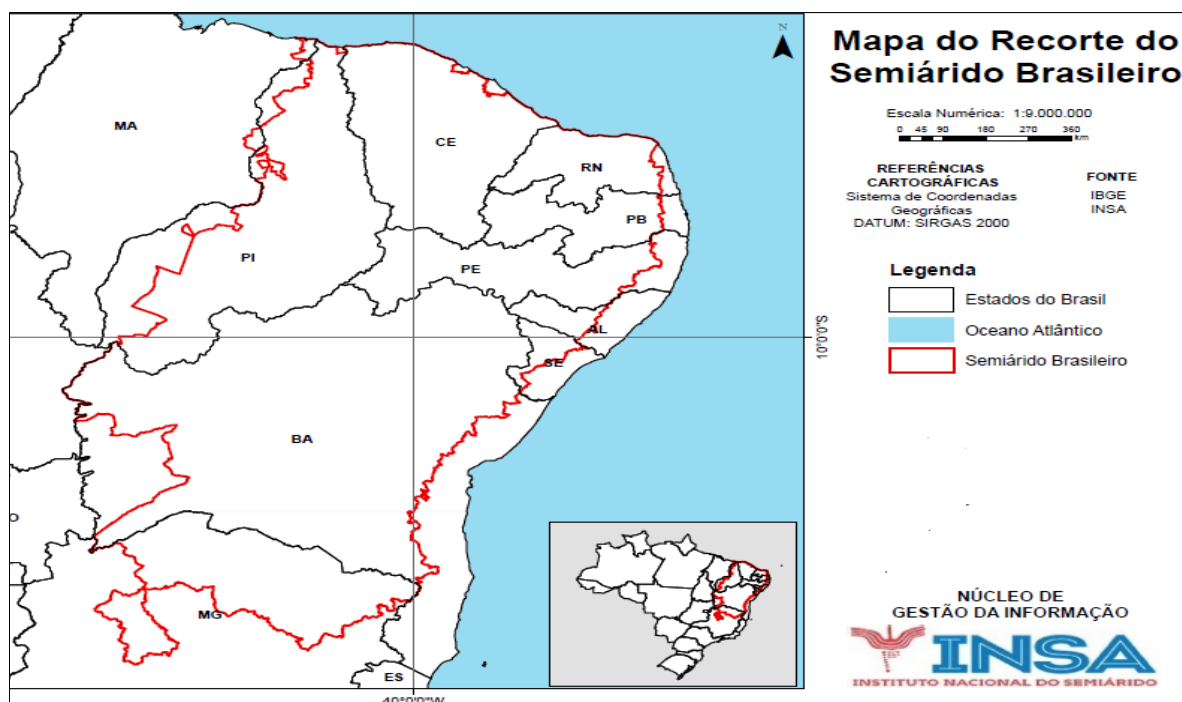 MA
CE
RN
PB
PI
PE
AL
SE
BA
O
MG
ES
N
10°0'0"S
40°0'0"W
Mapa do Recorte do
Semiárido Brasileiro
Escala Numérica: 1:9.000.000
0 45 90 180 270 360
km
REFERÊNCIAS
CARTOGRÁFICAS
Sistema de Coordenadas
Geográficas
DATUM: SIRGAS 2000
FONTE
IBGE
INSA
Legenda
Estados do Brasil
Oceano Atlântico
Semiárido Brasileiro
NÚCLEO DE
GESTÃO DA INFORMAÇÃO
INSA
INSTITUTO NACIONAL DO SEMIÁRIDO